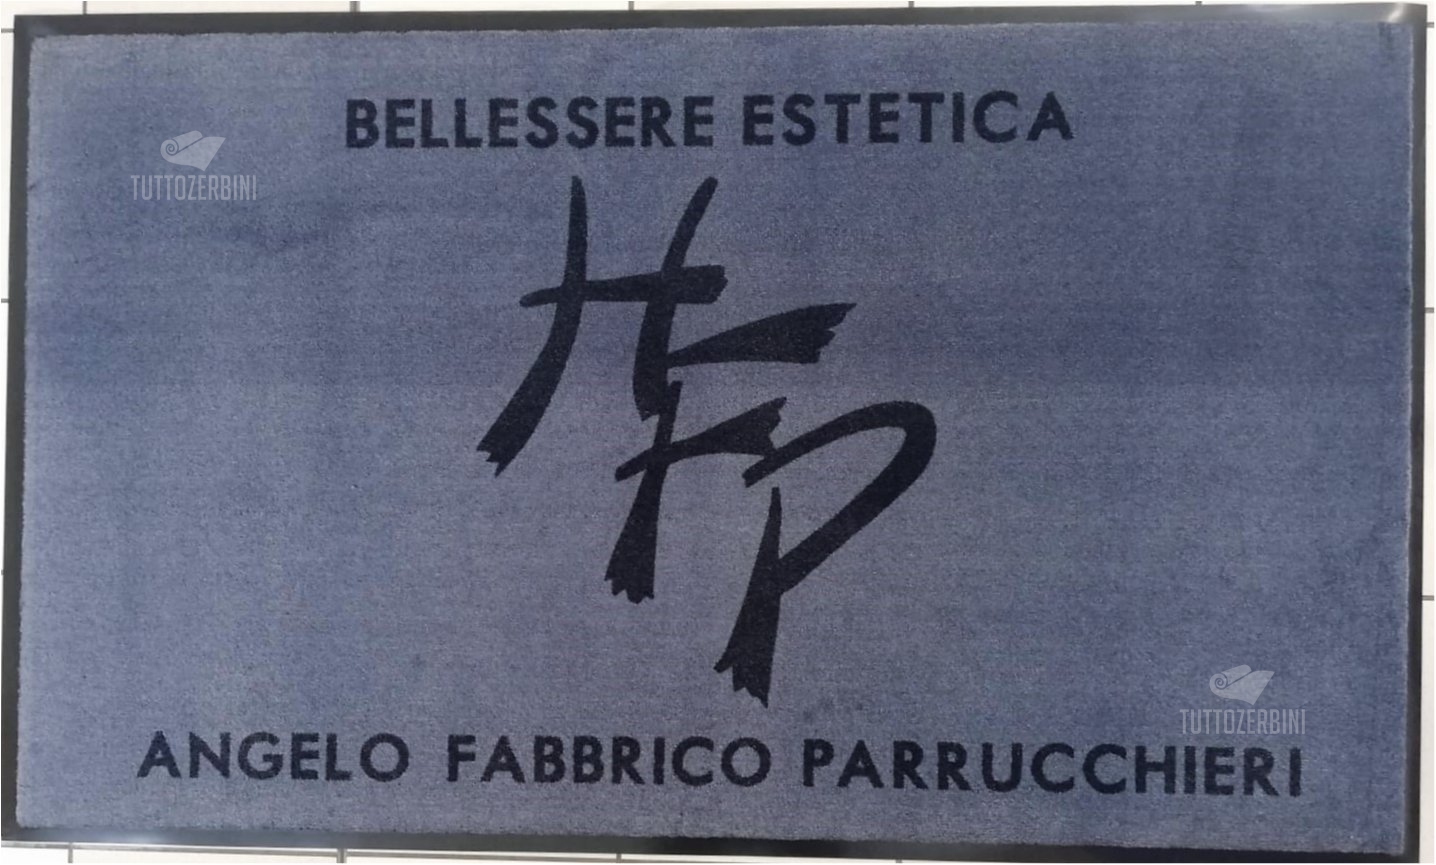 BELLESSERE ESTETICA
TUTTOZERBINI
HFP
TUTTOZERBINI
ANGELO FABBRICO PARRUCCHIERI